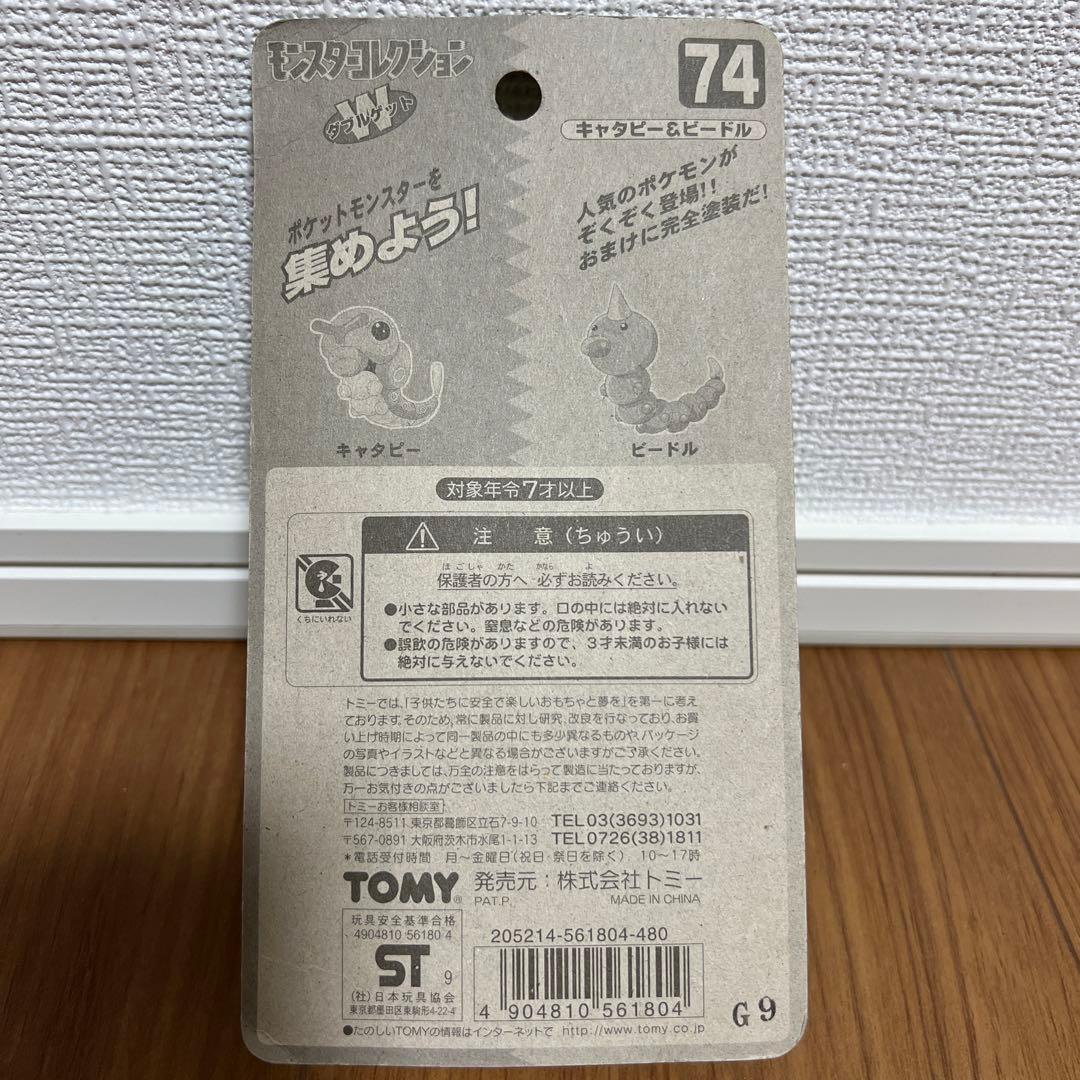 モンスターコレクション
W
ダブルゲット
74
キャタピー&ビードル
ポケットモンスターを
集めよう!
人気のポケモンが
ぞくぞく登場!!
おまけに完全塗装だ!
キャタピー
ビードル
対象年令7才以上
注 意(ちゅうい)
ほごしゃ かた かなら よ
保護者の方へ 必ずお読みください。
くちにいれない
●小さな部品があります。口の中には絶対に入れない
でください。窒息などの危険があります。
●誤飲の危険がありますので、3才未満のお子様には
絶対に与えないでください。
トミーでは、「子供たちに安全で楽しいおもちゃと夢を」を第一に考え
ております。そのため、常に製品に対し研究、改良を行なっており、お買
い上げ時期によって同一製品の中にも多少異なるものや、パッケージ
の写真やイラストなどと異なる場合がございますがご了承ください。
製品につきましては、万全の注意をはらって製造に当たっておりますが、
万一お気付きの点がございましたら下記までご連絡ください。
トミーお客様相談室
〒124-8511 東京都葛飾区立石7-9-10 TEL03(3693)1031
〒567-0891 大阪府茨木市水尾1-1-13 TEL0726(38)1811
*電話受付時間 月~金曜日(祝日・祭日を除く) 10~17時
TOMY® 発売元:株式会社トミー
PAT.P. MADE IN CHINA
玩具安全基準合格
4904810 56180 4
ST 9
(社)日本玩具協会
東京都墨田区東駒形4-22-4
205214-561804-480
4 904810 561804
G9
●たのしいTOMYの情報はインターネットで http://www.tomy.co.jp